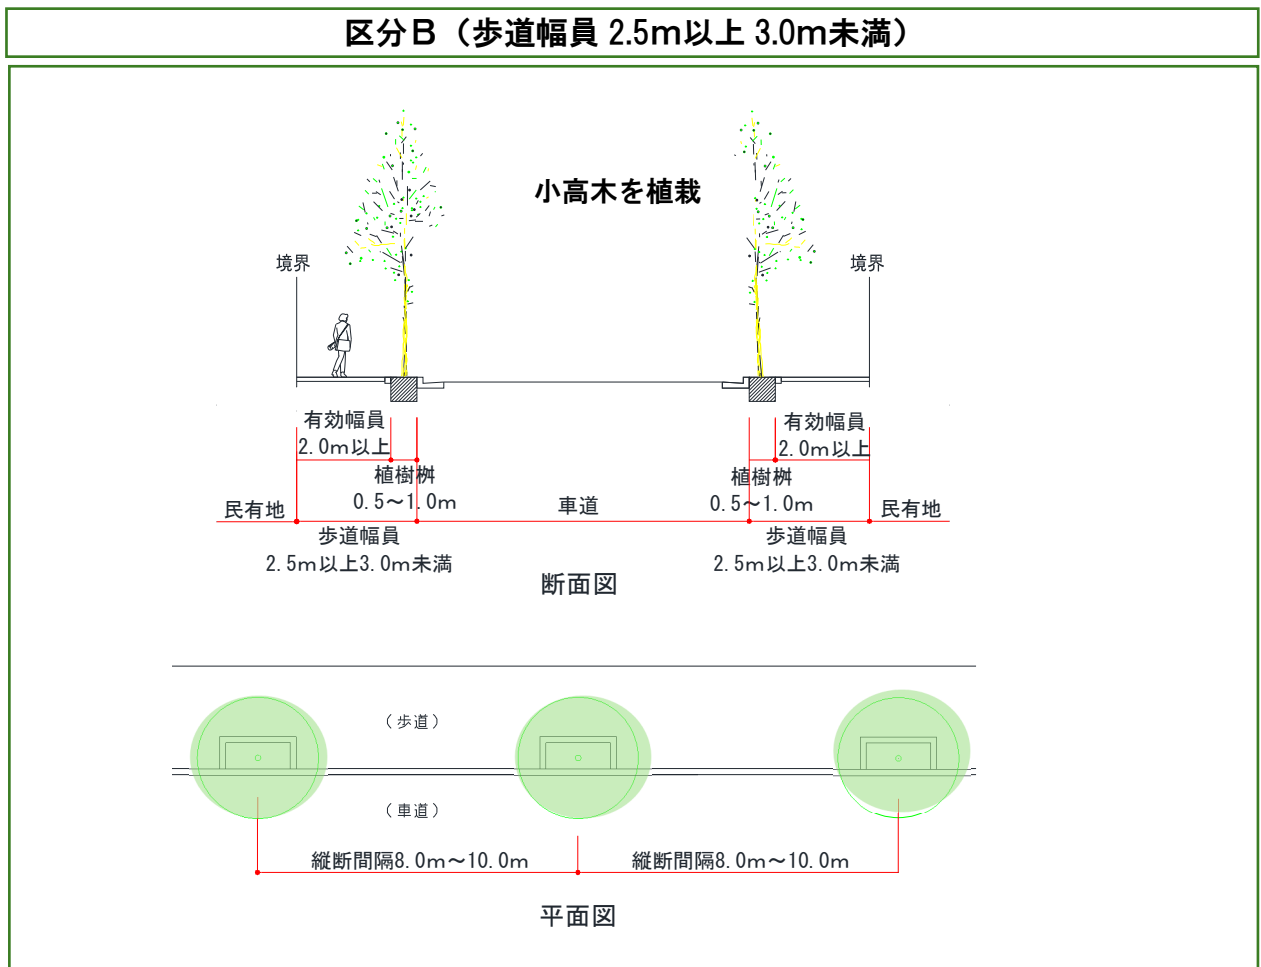 区分B（歩道幅員 2.5m以上 3.0m未満）
小高木を植栽
境界
境界
有効幅員
2.0m以上
有効幅員
2.0m以上
植樹桝
0.5～1.0m
植樹桝
0.5～1.0m
民有地
車道
民有地
歩道幅員
2.5m以上3.0m未満
歩道幅員
2.5m以上3.0m未満
断面図
（歩道）
（車道）
縦断間隔8.0m～10.0m
縦断間隔8.0m～10.0m
平面図